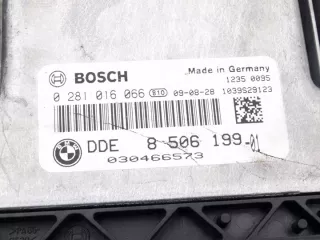 BOSCH
Made in Germany
1235 0095
0 281 016 066 S10 09-08-28 1039S29123
DDE 8 506 199-01
030466573